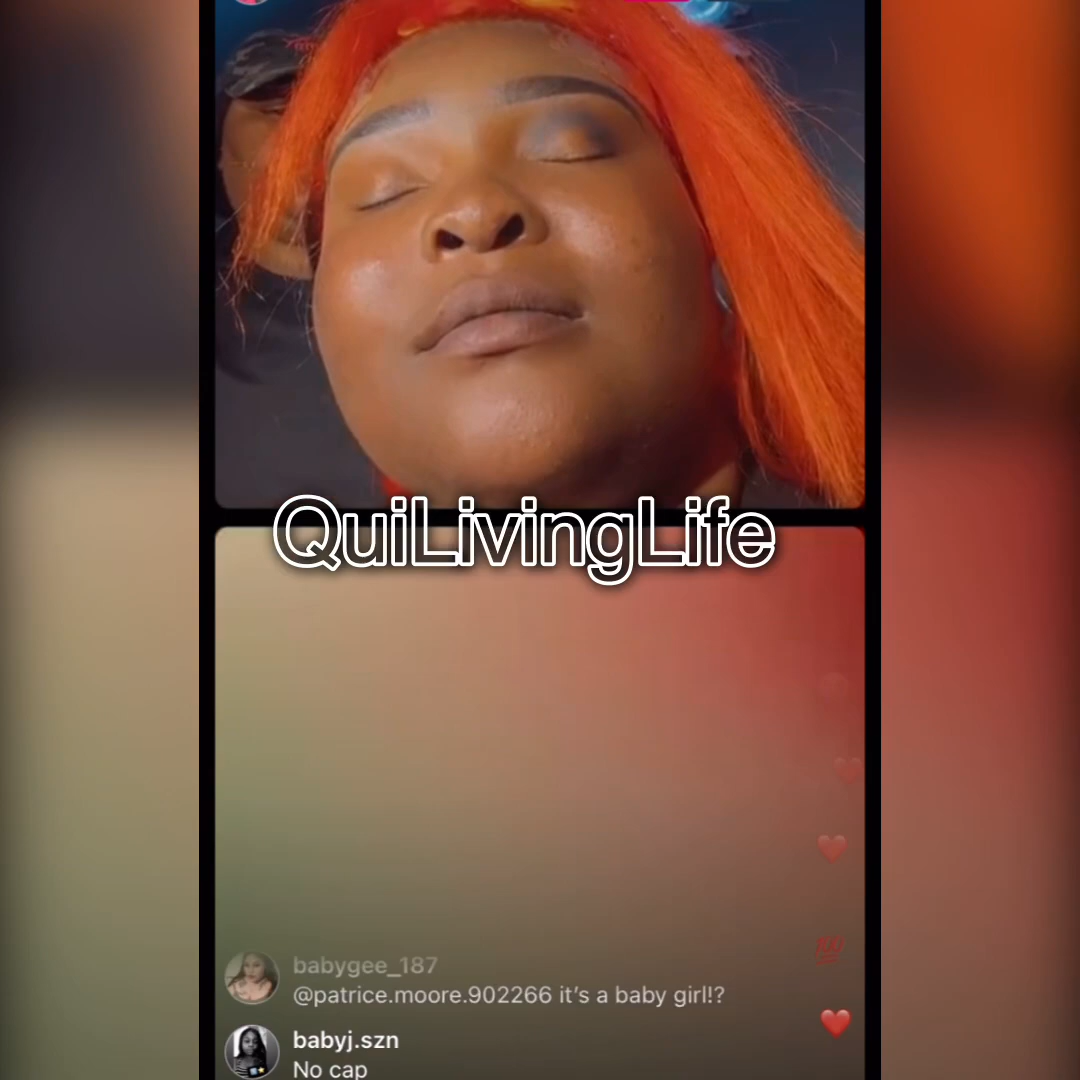 QuiLivingLife
babygee_187
@patrice.moore.902266 it's a baby girl!?
babyj.szn
No cap